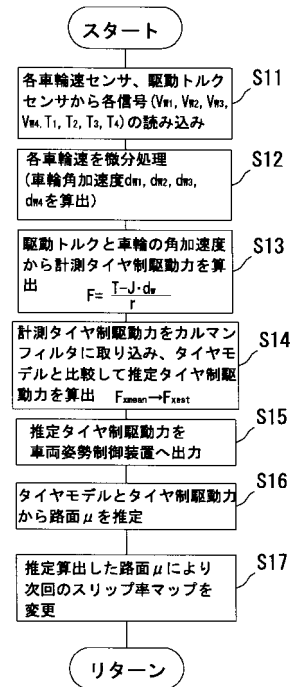 スタート
各車輪速センサ、駆動トルク
センサから各信号(VW1, VW2, VW3,
VW4, T1, T2, T3, T4)の読み込み
S11
各車輪速を微分処理
(車輪角加速度dW1, dW2, dW3,
dW4を算出)
S12
駆動トルクと車輪の角加速度
から計測タイヤ制駆動力を算
出 F= T-J・dw / r
S13
計測タイヤ制駆動力をカルマン
フィルタに取り込み、タイヤモ
デルと比較して推定タイヤ制駆
動力を算出 Fxmean→Fxest
S14
推定タイヤ制駆動力を
車両姿勢制御装置へ出力
S15
タイヤモデルとタイヤ制駆動力
から路面μを推定
S16
推定算出した路面μにより
次回のスリップ率マップを
変更
S17
リターン